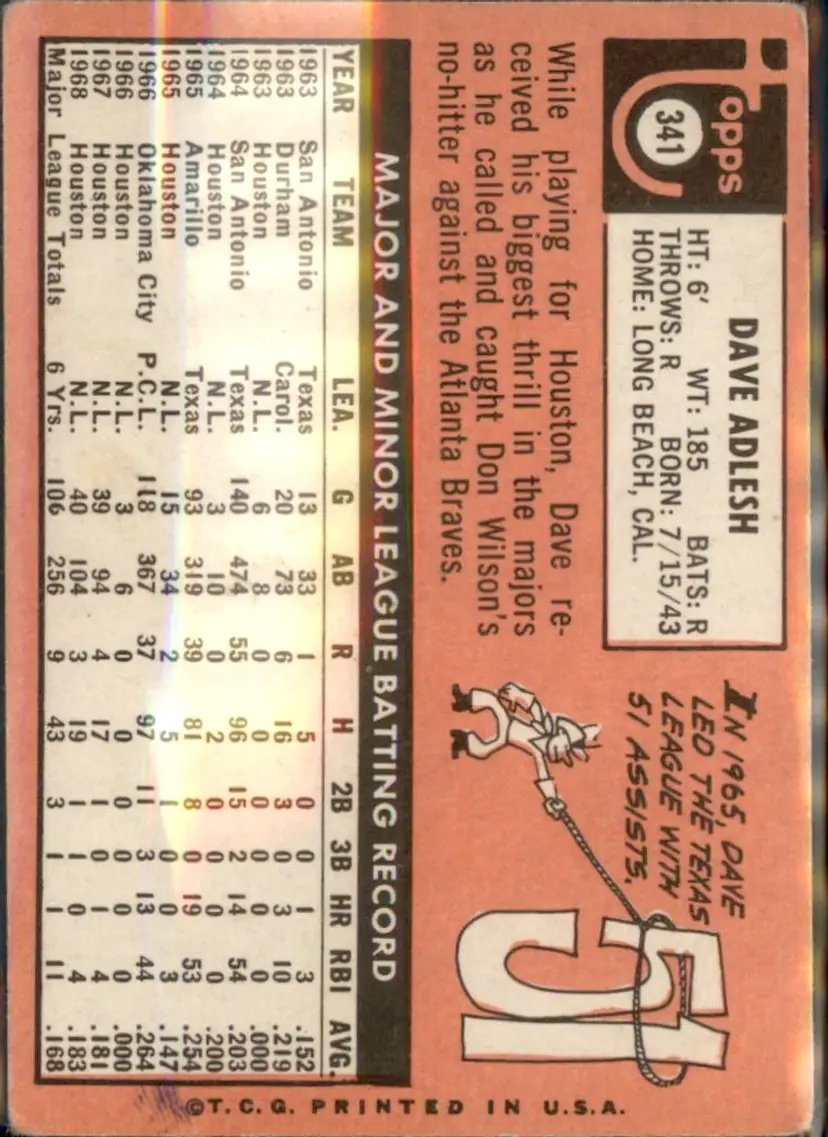 Topps
341
DAVE ADLESH
HT: 6' WT: 185 BATS: R
THROWS: R BORN: 7/15/43
HOME: LONG BEACH, CAL.
While playing for Houston, Dave re-
ceived his biggest thrill in the majors
as he called and caught Don Wilson's
no-hitter against the Atlanta Braves.
IN 1965, DAVE
LED THE TEXAS
LEAGUE WITH
51 ASSISTS.
51
MAJOR AND MINOR LEAGUE BATTING RECORD
YEAR TEAM LEA. G AB R H 2B 3B HR RBI AVG.
1963 San Antonio Texas 13 33 1 5 0 0 1 3 .152
1963 Durham Carol. 20 73 6 16 3 0 3 10 .219
1963 Houston N.L. 6 8 0 0 0 0 0 0 .000
1964 San Antonio Texas 140 474 55 96 15 2 14 54 .203
1964 Houston N.L. 3 10 0 2 0 0 0 0 .200
1965 Amarillo Texas 93 319 39 81 8 0 19 53 .254
1965 Houston N.L. 15 34 2 5 1 0 0 3 .147
1966 Oklahoma City P.C.L. 118 367 37 97 11 3 13 44 .264
1966 Houston N.L. 3 6 0 0 0 0 0 0 .000
1967 Houston N.L. 39 94 4 17 1 0 1 4 .181
1968 Houston N.L. 40 104 3 19 1 1 0 4 .183
Major League Totals 6 Yrs. 106 256 9 43 3 1 1 11 .168
©T.C.G. PRINTED IN U.S.A.